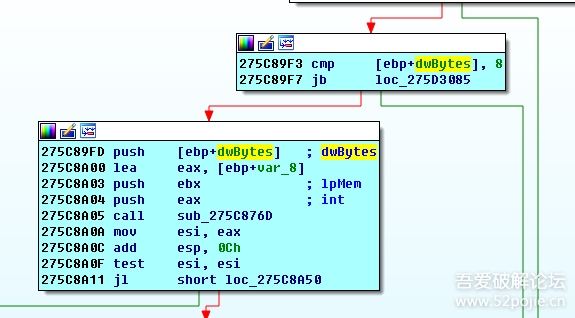 275C89F3 cmp [ebp+dwBytes], 8
275C89F7 jb loc_275D3085
275C89FD push [ebp+dwBytes] ; dwBytes
275C8A00 lea eax, [ebp+var_8]
275C8A03 push ebx ; lpMem
275C8A04 push eax ; int
275C8A05 call sub_275C876D
275C8A0A mov esi, eax
275C8A0C add esp, 0Ch
275C8A0F test esi, esi
275C8A11 jl short loc_275C8A50
吾爱破解论坛
www.52pojie.cn